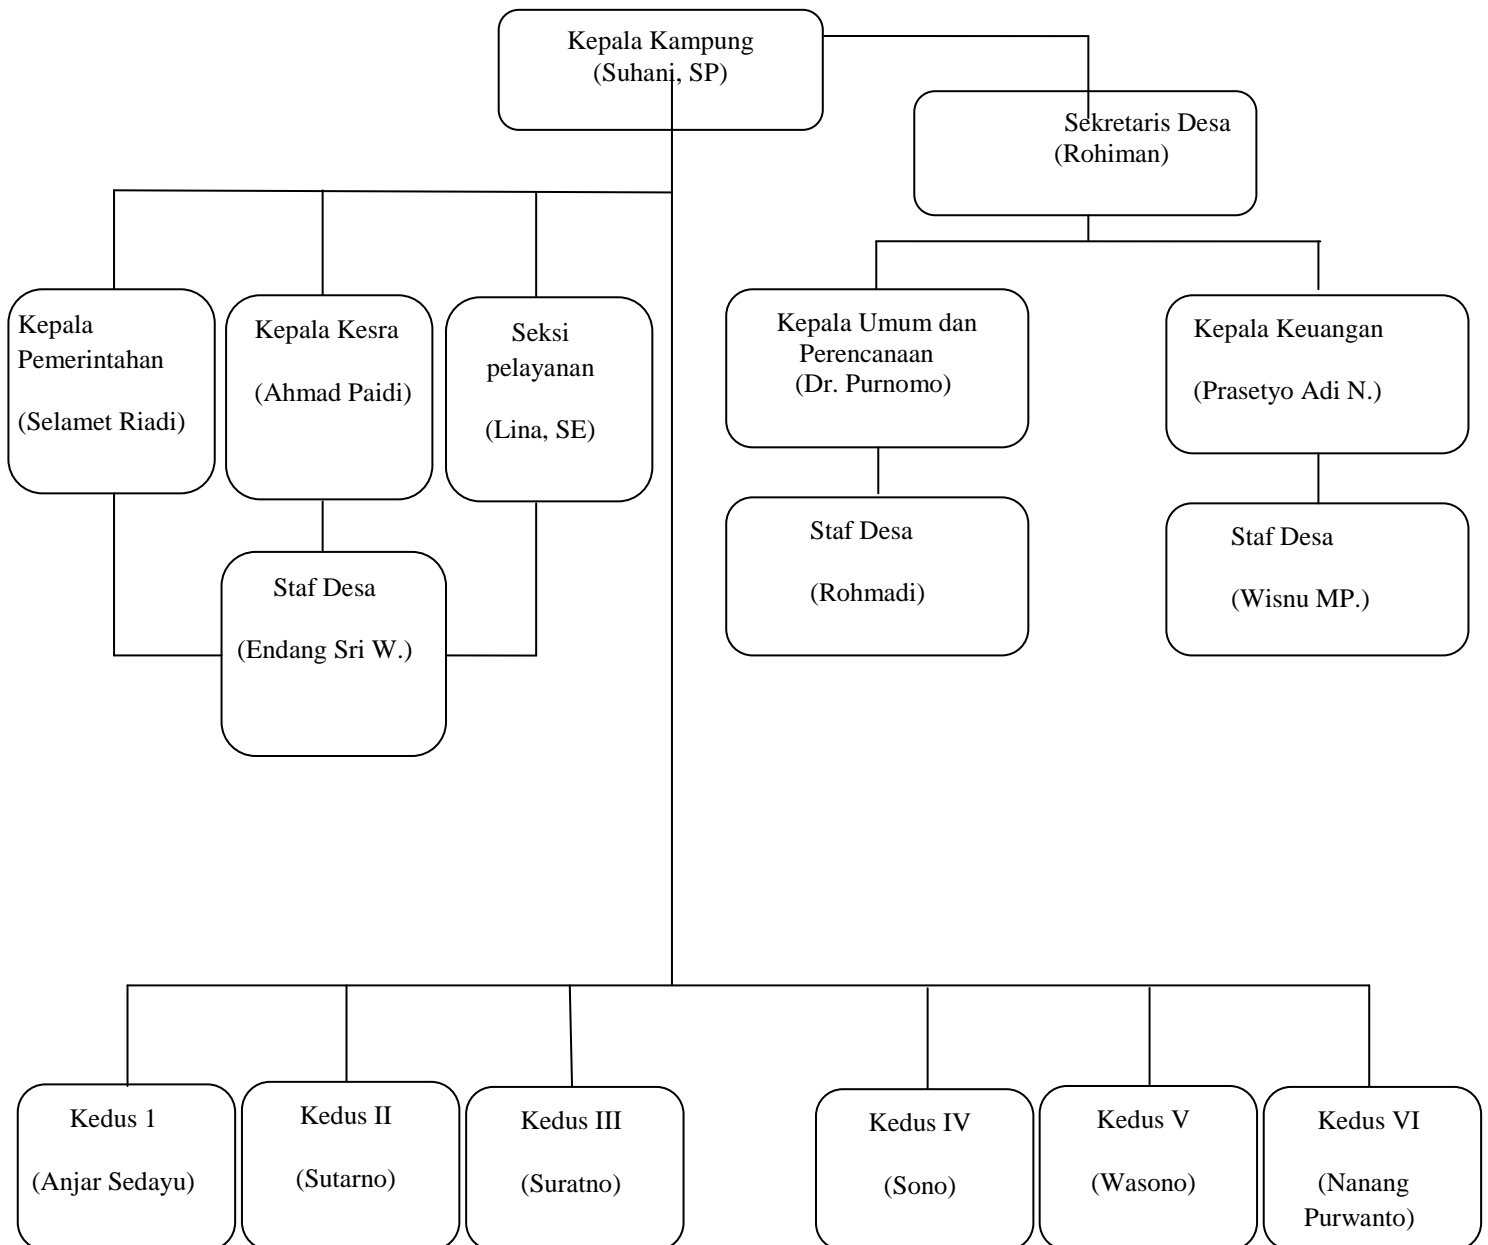 Kepala Kampung
(Suhani, SP)
Sekretaris Desa
(Rohiman)
Kepala
Pemerintahan
(Selamet Riadi)
Kepala Kesra
(Ahmad Paidi)
Seksi
pelayanan
(Lina, SE)
Kepala Umum dan
Perencanaan
(Dr. Purnomo)
Kepala Keuangan
(Prasetyo Adi N.)
Staf Desa
(Endang Sri W.)
Staf Desa
(Rohmadi)
Staf Desa
(Wisnu MP.)
Kedus 1
(Anjar Sedayu)
Kedus II
(Sutarno)
Kedus III
(Suratno)
Kedus IV
(Sono)
Kedus V
(Wasono)
Kedus VI
(Nanang
Purwanto)